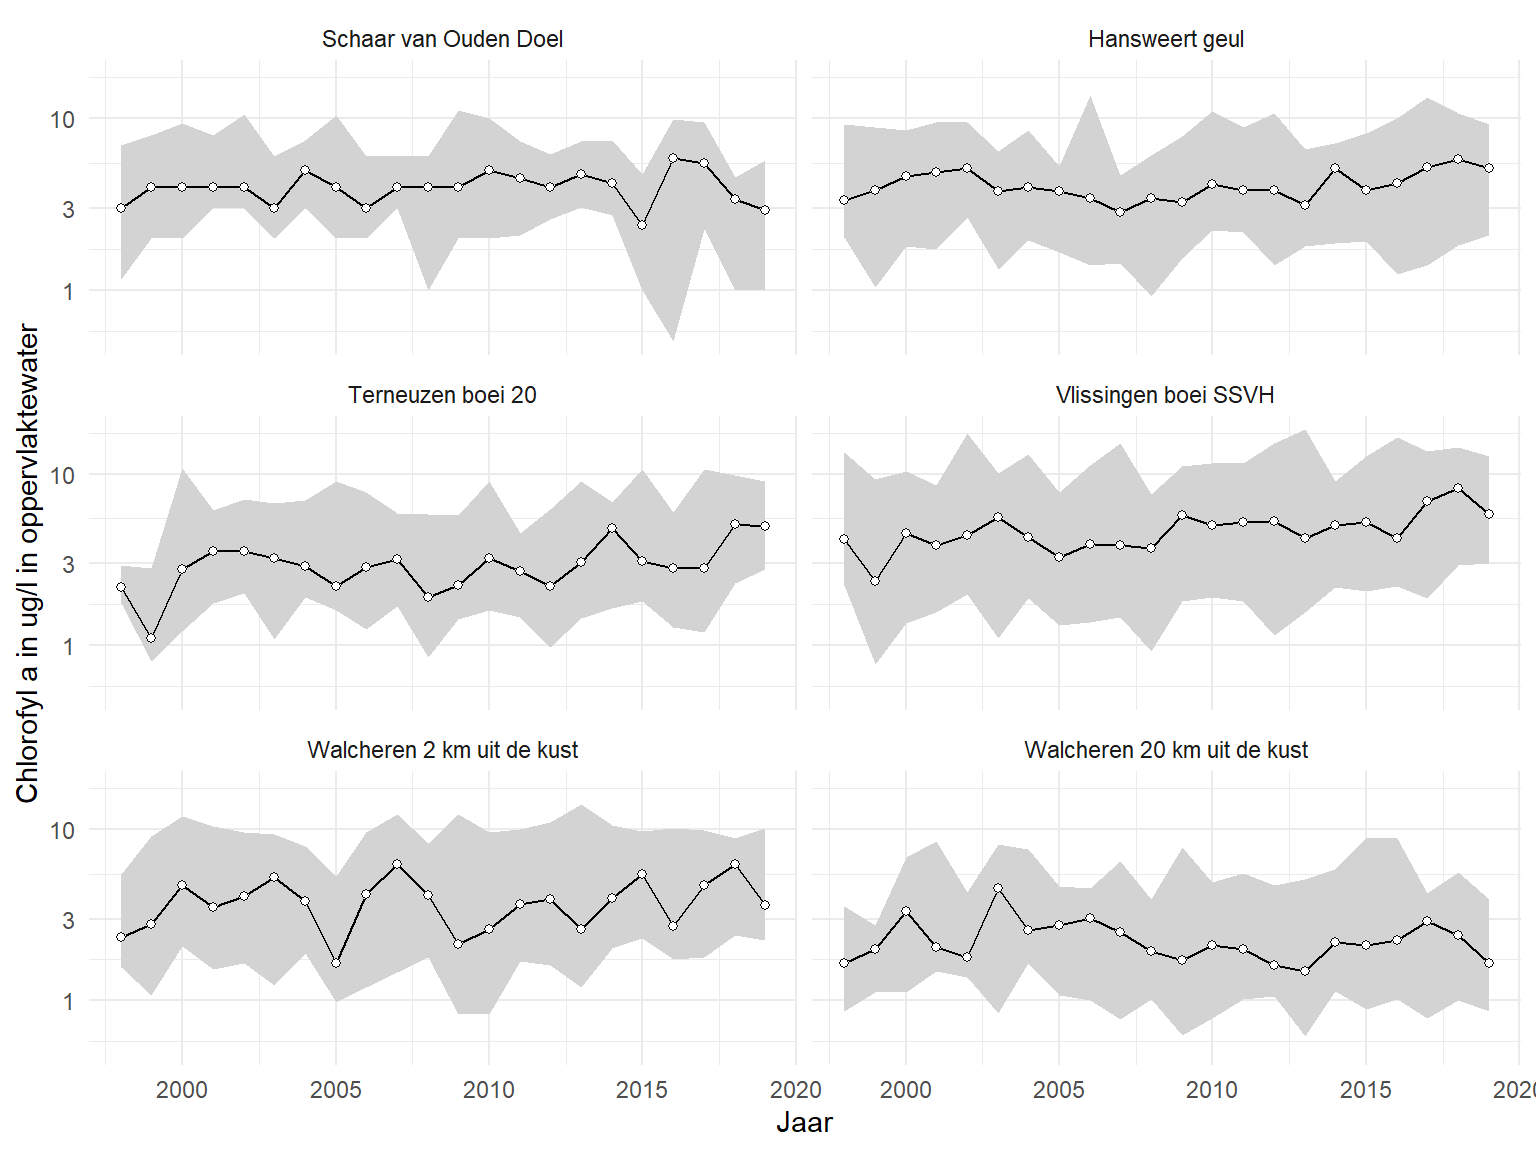 Schaar van Ouden Doel
Hansweert geul
10
3
1
Terneuzen boei 20
Vlissingen boei SSVH
10
3
1
Walcheren 2 km uit de kust
Walcheren 20 km uit de kust
10
3
1
2000 2005 2010 2015 2020
2000 2005 2010 2015 2020
Jaar
Chlorofyl a in ug/l in oppervlaktewater